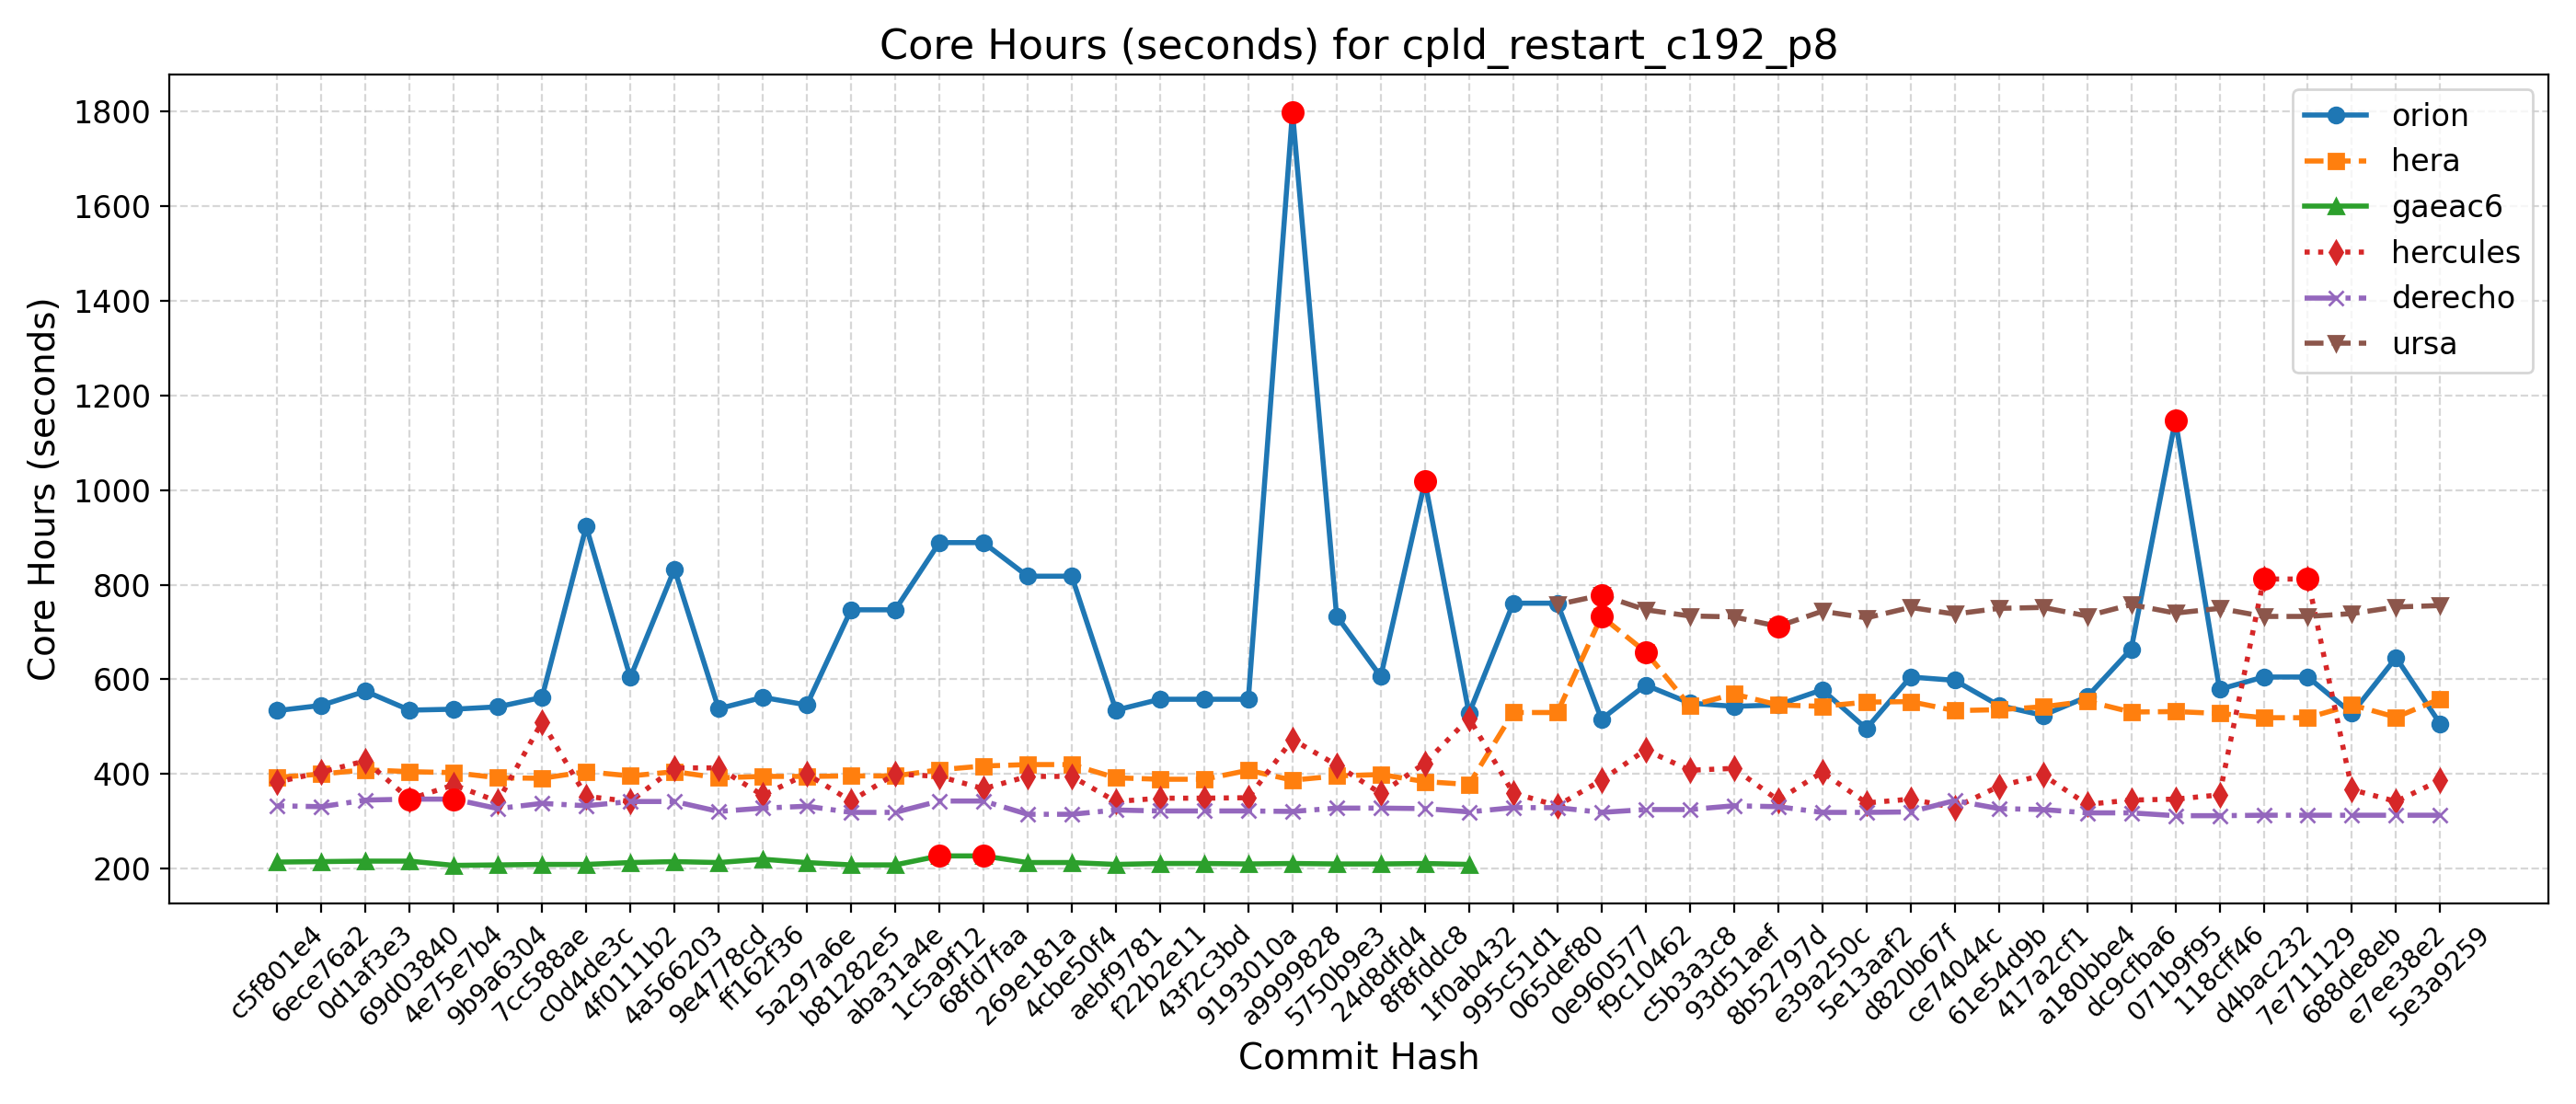 Core Hours (seconds) for cpld_restart_c192_p8
Core Hours (seconds)
1800
1600
1400
1200
1000
800
600
400
200
orion
hera
gaeac6
hercules
derecho
ursa
c5f801e4
6ece76a2
0d1af3e3
69d03840
4e75e7b4
9b9a6304
7cc588ae
c0d4de3c
4f0111b2
4a566203
9e4778cd
ff162f36
5a297a6e
b81282e5
aba31a4e
1c5a9f12
68fd7faa
269e181a
4cbe50f4
aebf9781
f22b2e11
43f2c3bd
9193010a
a9999828
5750b9e3
24d8dfd4
8f8fddc8
1f0ab432
995c51d1
065def80
0e960577
f9c10462
c5b3a3c8
93d51aef
8b52797d
e39a250c
5e13aaf2
d820b67f
ce74044c
61e54d9b
417a2cf1
a180bbe4
dc9cfba6
071b9f95
118cff46
d4bac232
7e711129
688de8eb
e7ee38e2
5e3a9259
Commit Hash